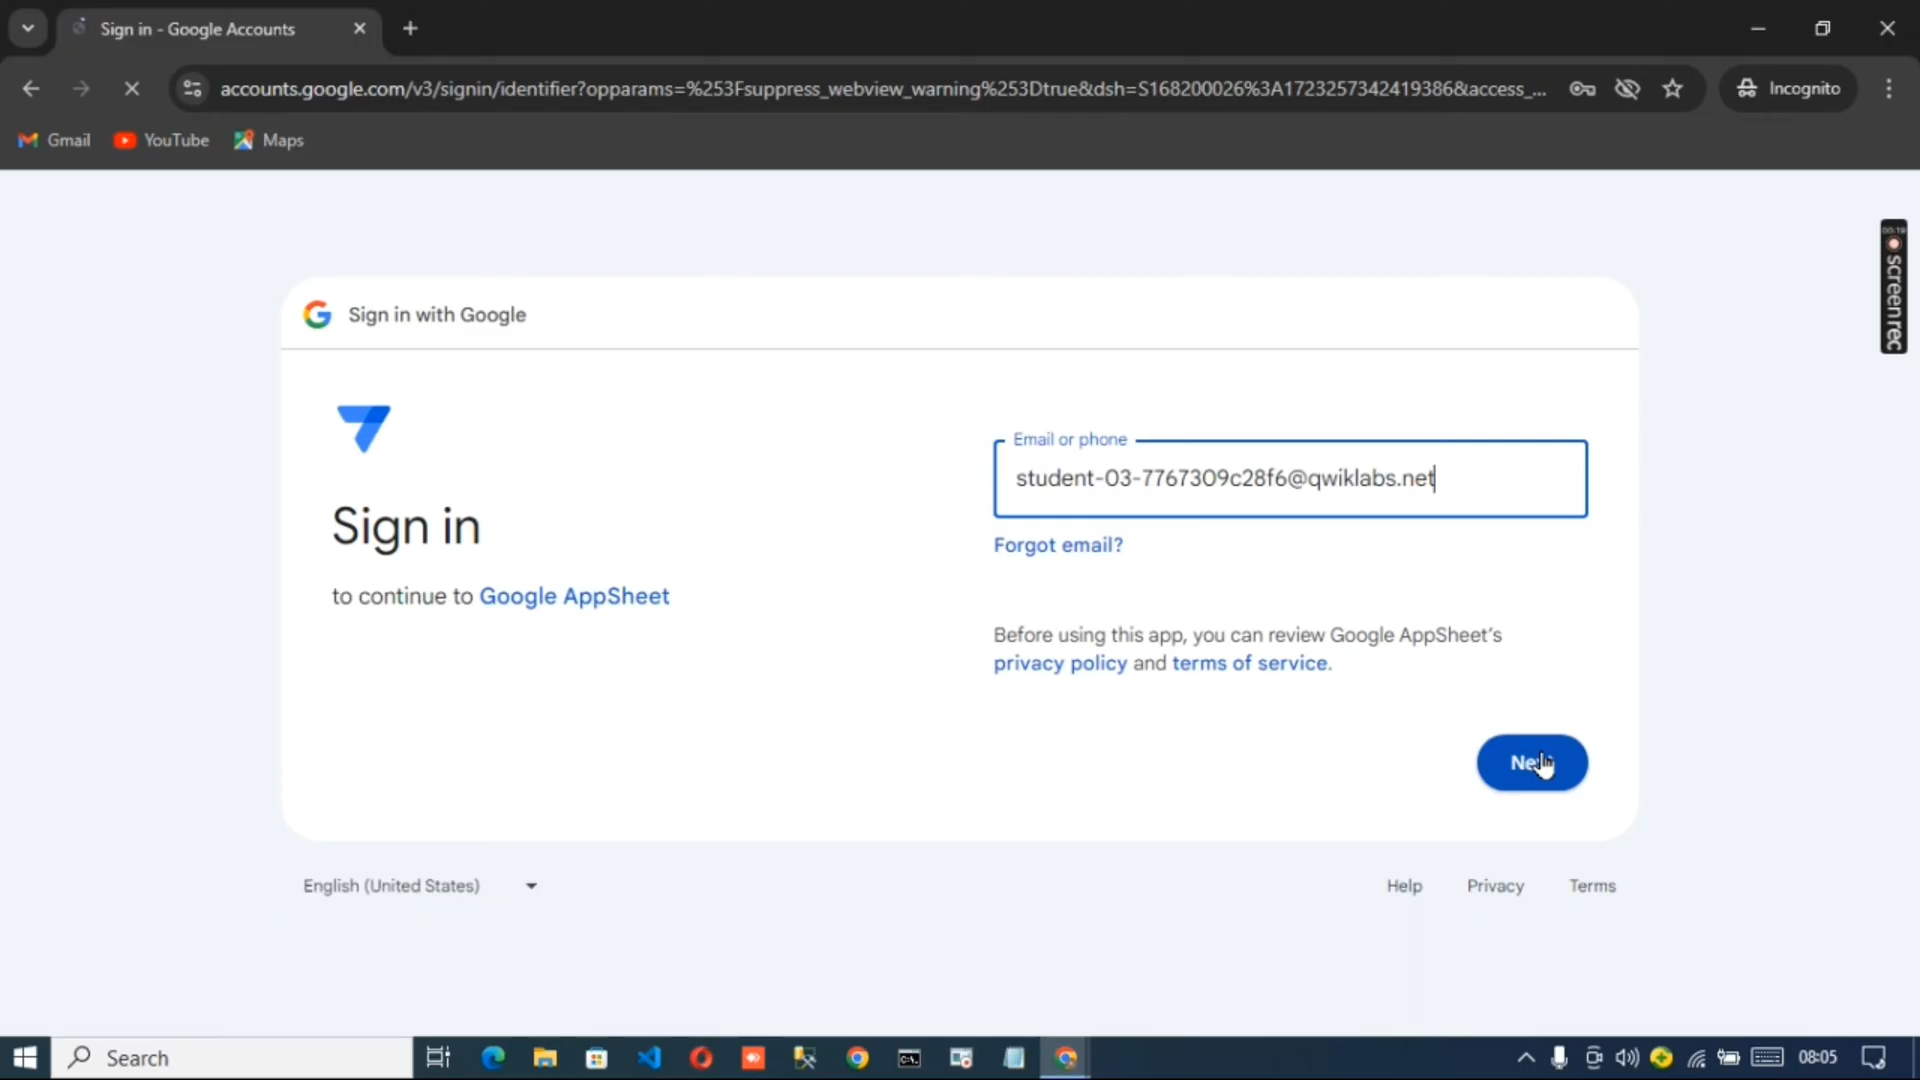 Sign in - Google Accounts
accounts.google.com/v3/signin/identifier?opparams=%253Fsuppress_webview_warning%253Dtrue&dsh=S168200026%3A1723257342419386&access_...
Incognito
Gmail
YouTube
Maps
00:19
screenrec
Sign in with Google
Email or phone
student-03-7767309c28f6@qwiklabs.net
Sign in
Forgot email?
to continue to Google AppSheet
Before using this app, you can review Google AppSheet's
privacy policy and terms of service.
English (United States)
Help
Privacy
Terms
Search
08:05